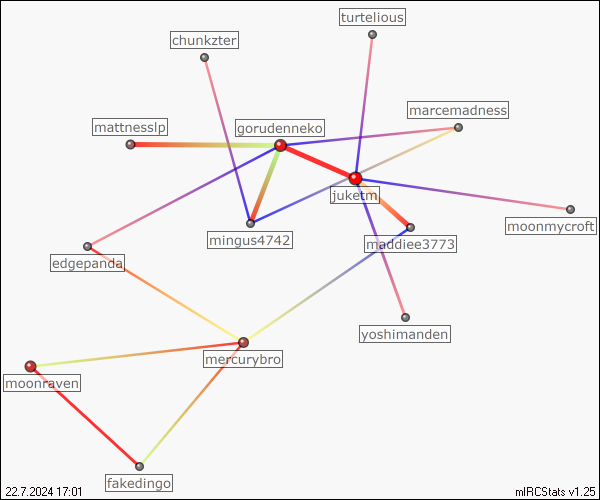 turtelious
chunkzter
marcemadness
mattnesslp
gorudenneko
juketm
moonmycroft
mingus4742
maddiee3773
edgepanda
yoshimanden
mercurybro
moonraven
fakedingo
22.7.2024 17:01
mIRCStats v1.25